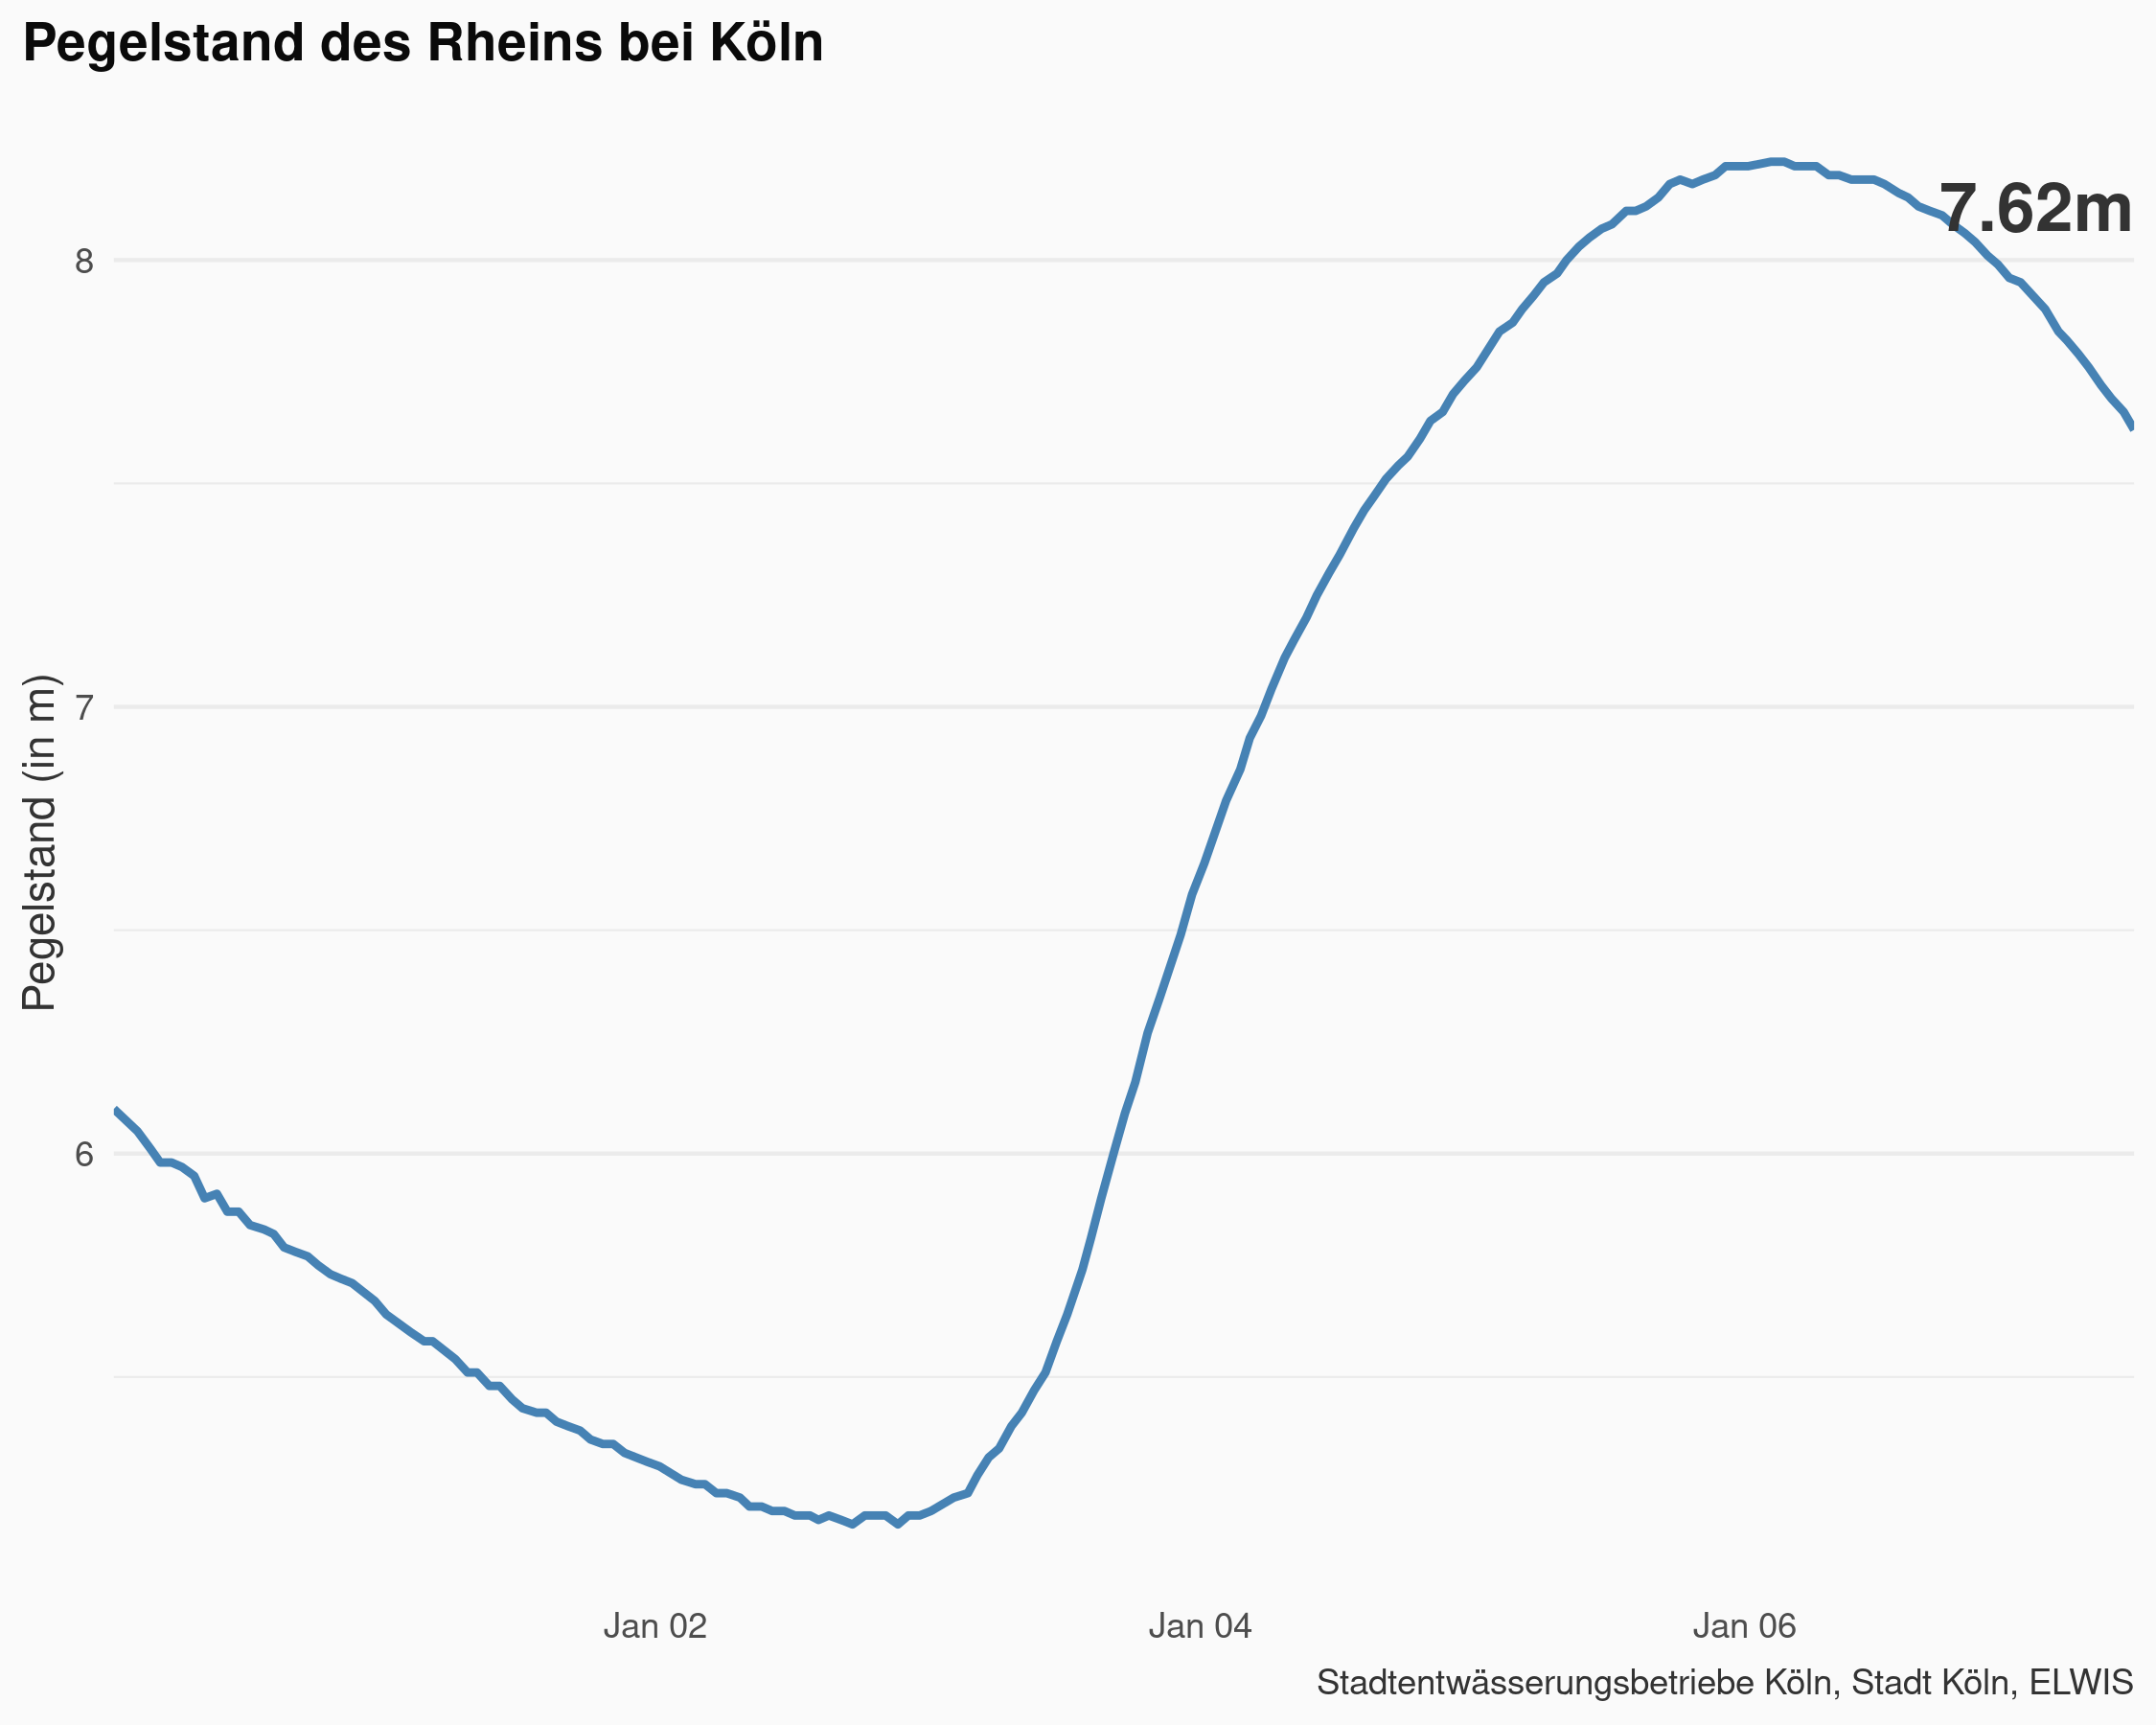 Pegelstand des Rheins bei Köln
7.62m
Pegelstand (in m)
8
7
6
Jan 02 Jan 04 Jan 06
Stadtentwässerungsbetriebe Köln, Stadt Köln, ELWIS